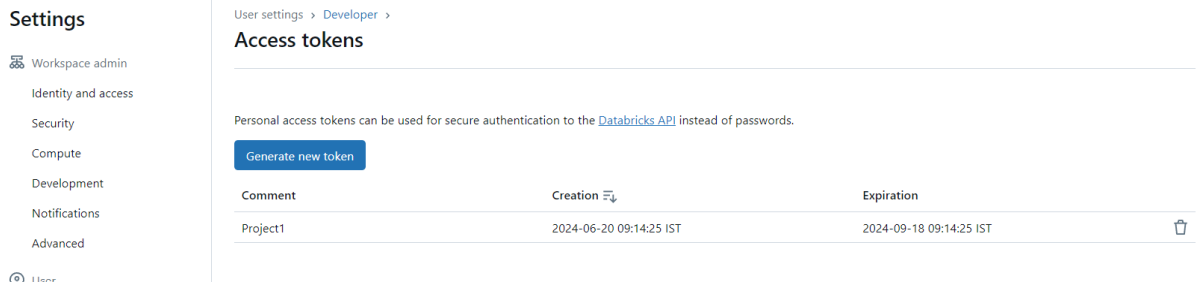 Settings
Workspace admin
Identity and access
Security
Compute
Development
Notifications
Advanced
User
User settings > Developer >
Access tokens
Personal access tokens can be used for secure authentication to the Databricks API instead of passwords.
Generate new token
Comment Creation Expiration
Project1 2024-06-20 09:14:25 IST 2024-09-18 09:14:25 IST